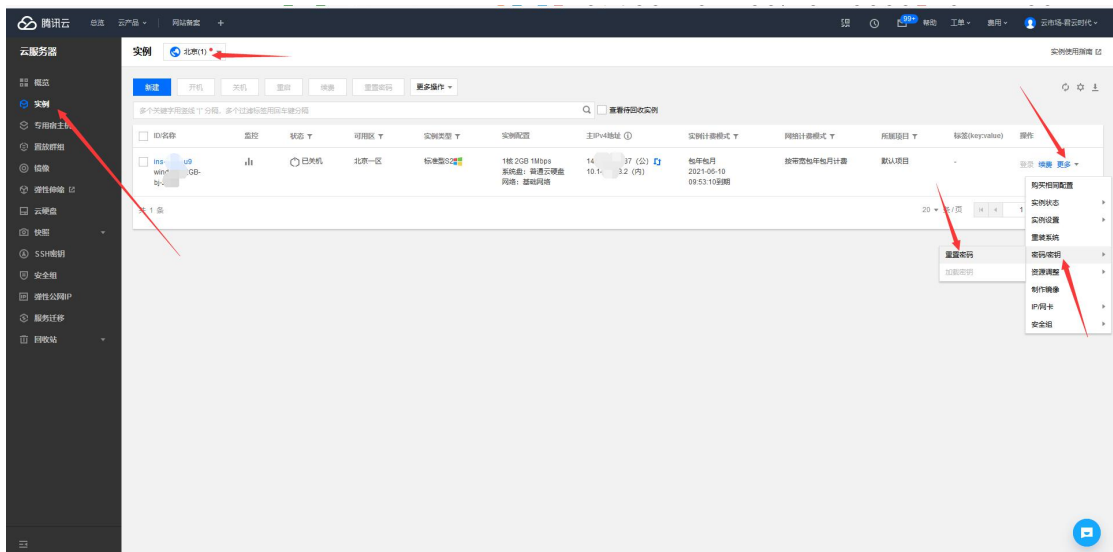 腾讯云 总览 云产品 网站备案 + 99+ 帮助 工单 费用 云市场-君云时代
云服务器
实例 北京(1) 实例使用指南
概览
实例
专用宿主机
置放群组
镜像
弹性伸缩
云硬盘
快照
SSH密钥
安全组
弹性公网IP
服务迁移
回收站
新建 开机 关机 重启 续费 重置密码 更多操作
多个关键字用竖线 "|" 分隔，多个过滤标签用回车键分隔 查看待回收实例
ID/名称 监控 状态 可用区 实例类型 实例配置 主IPv4地址 实例计费模式 网络计费模式 所属项目 标签(key:value) 操作
ins- u9 已关机 北京一区 标准型S2 1核 2GB 1Mbps 14. 37 (公) 包年包月 按带宽包年包月计费 默认项目 - 登录 续费 更多
系统盘：普通云硬盘 10.1 3.2 (内) 2021-06-10
网络：基础网络 09:53:10到期
共 1 条 20 条/页 1
购买相同配置
实例状态
实例设置
重装系统
密码/密钥
重置密码
加载密钥
资源调整
制作镜像
IP/网卡
安全组